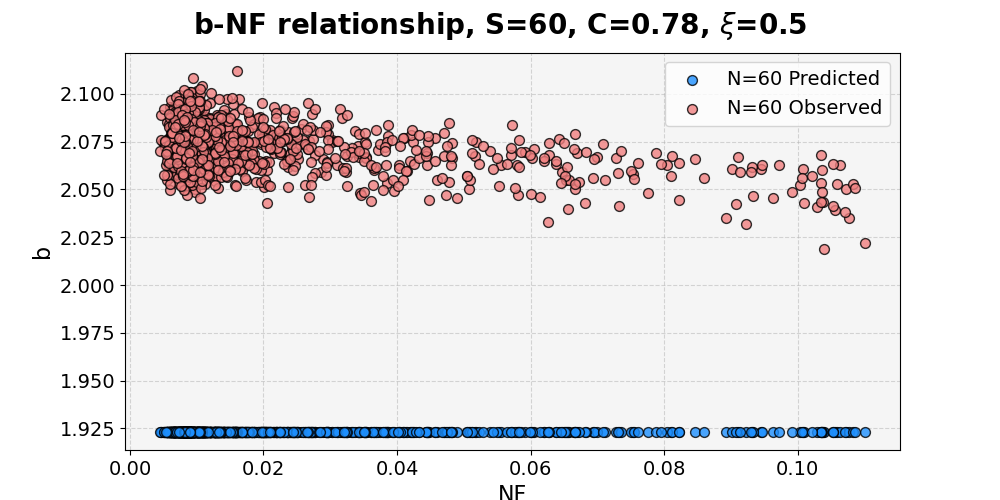 b-NF relationship, S=60, C=0.78, ξ=0.5
N=60 Predicted
N=60 Observed
b
2.100
2.075
2.050
2.025
2.000
1.975
1.950
1.925
0.00 0.02 0.04 0.06 0.08 0.10
NF